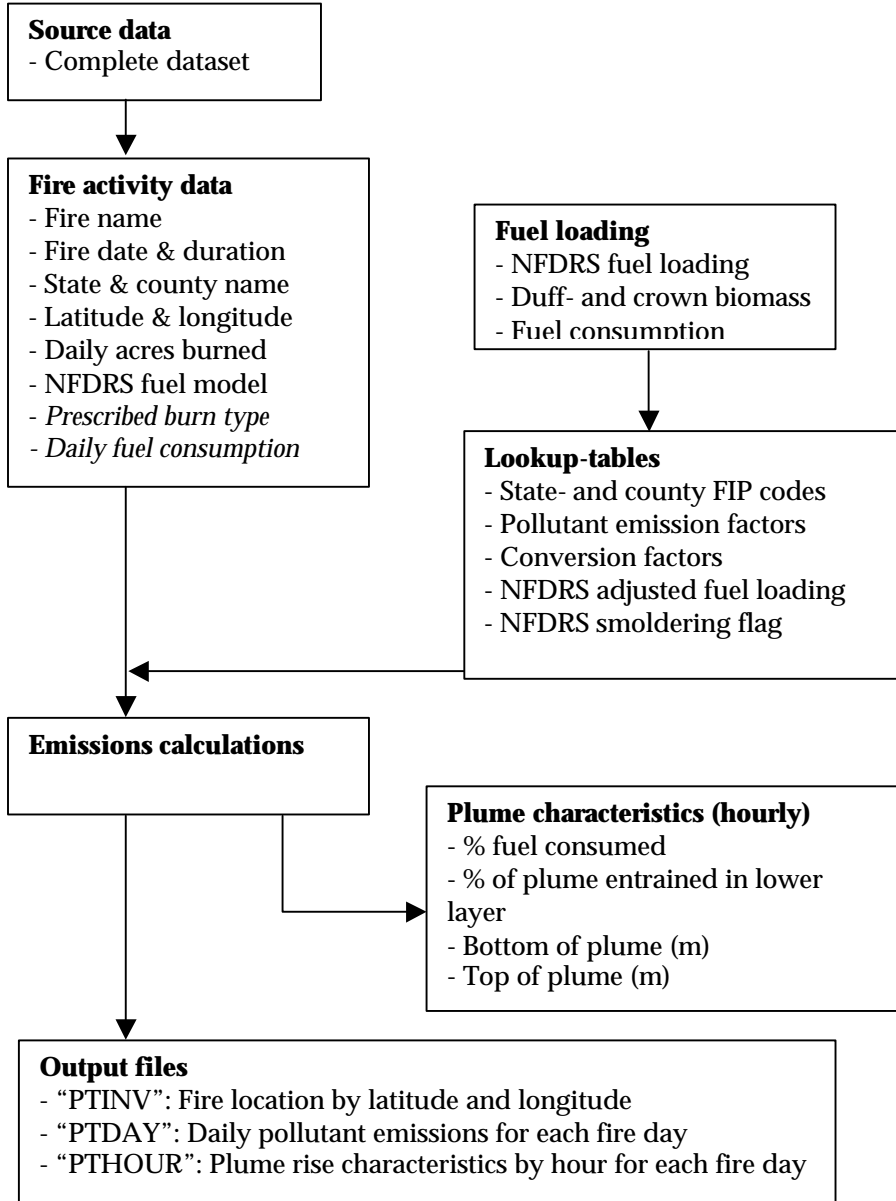 Source data
- Complete dataset
Fire activity data
- Fire name
- Fire date & duration
- State & county name
- Latitude & longitude
- Daily acres burned
- NFDRS fuel model
- Prescribed burn type
- Daily fuel consumption
Fuel loading
- NFDRS fuel loading
- Duff- and crown biomass
- Fuel consumption
Lookup-tables
- State- and county FIP codes
- Pollutant emission factors
- Conversion factors
- NFDRS adjusted fuel loading
- NFDRS smoldering flag
Emissions calculations
Plume characteristics (hourly)
- % fuel consumed
- % of plume entrained in lower
layer
- Bottom of plume (m)
- Top of plume (m)
Output files
- “PTINV”: Fire location by latitude and longitude
- “PTDAY”: Daily pollutant emissions for each fire day
- “PTHOUR”: Plume rise characteristics by hour for each fire day